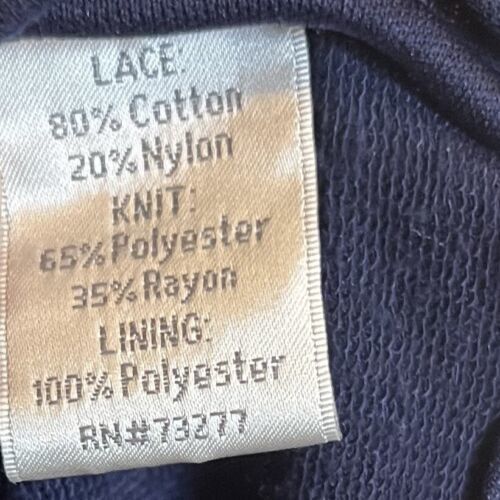 LACE:
80% Cotton
20% Nylon
KNIT:
65% Polyester
35% Rayon
LINING:
100% Polyester
RN#73277